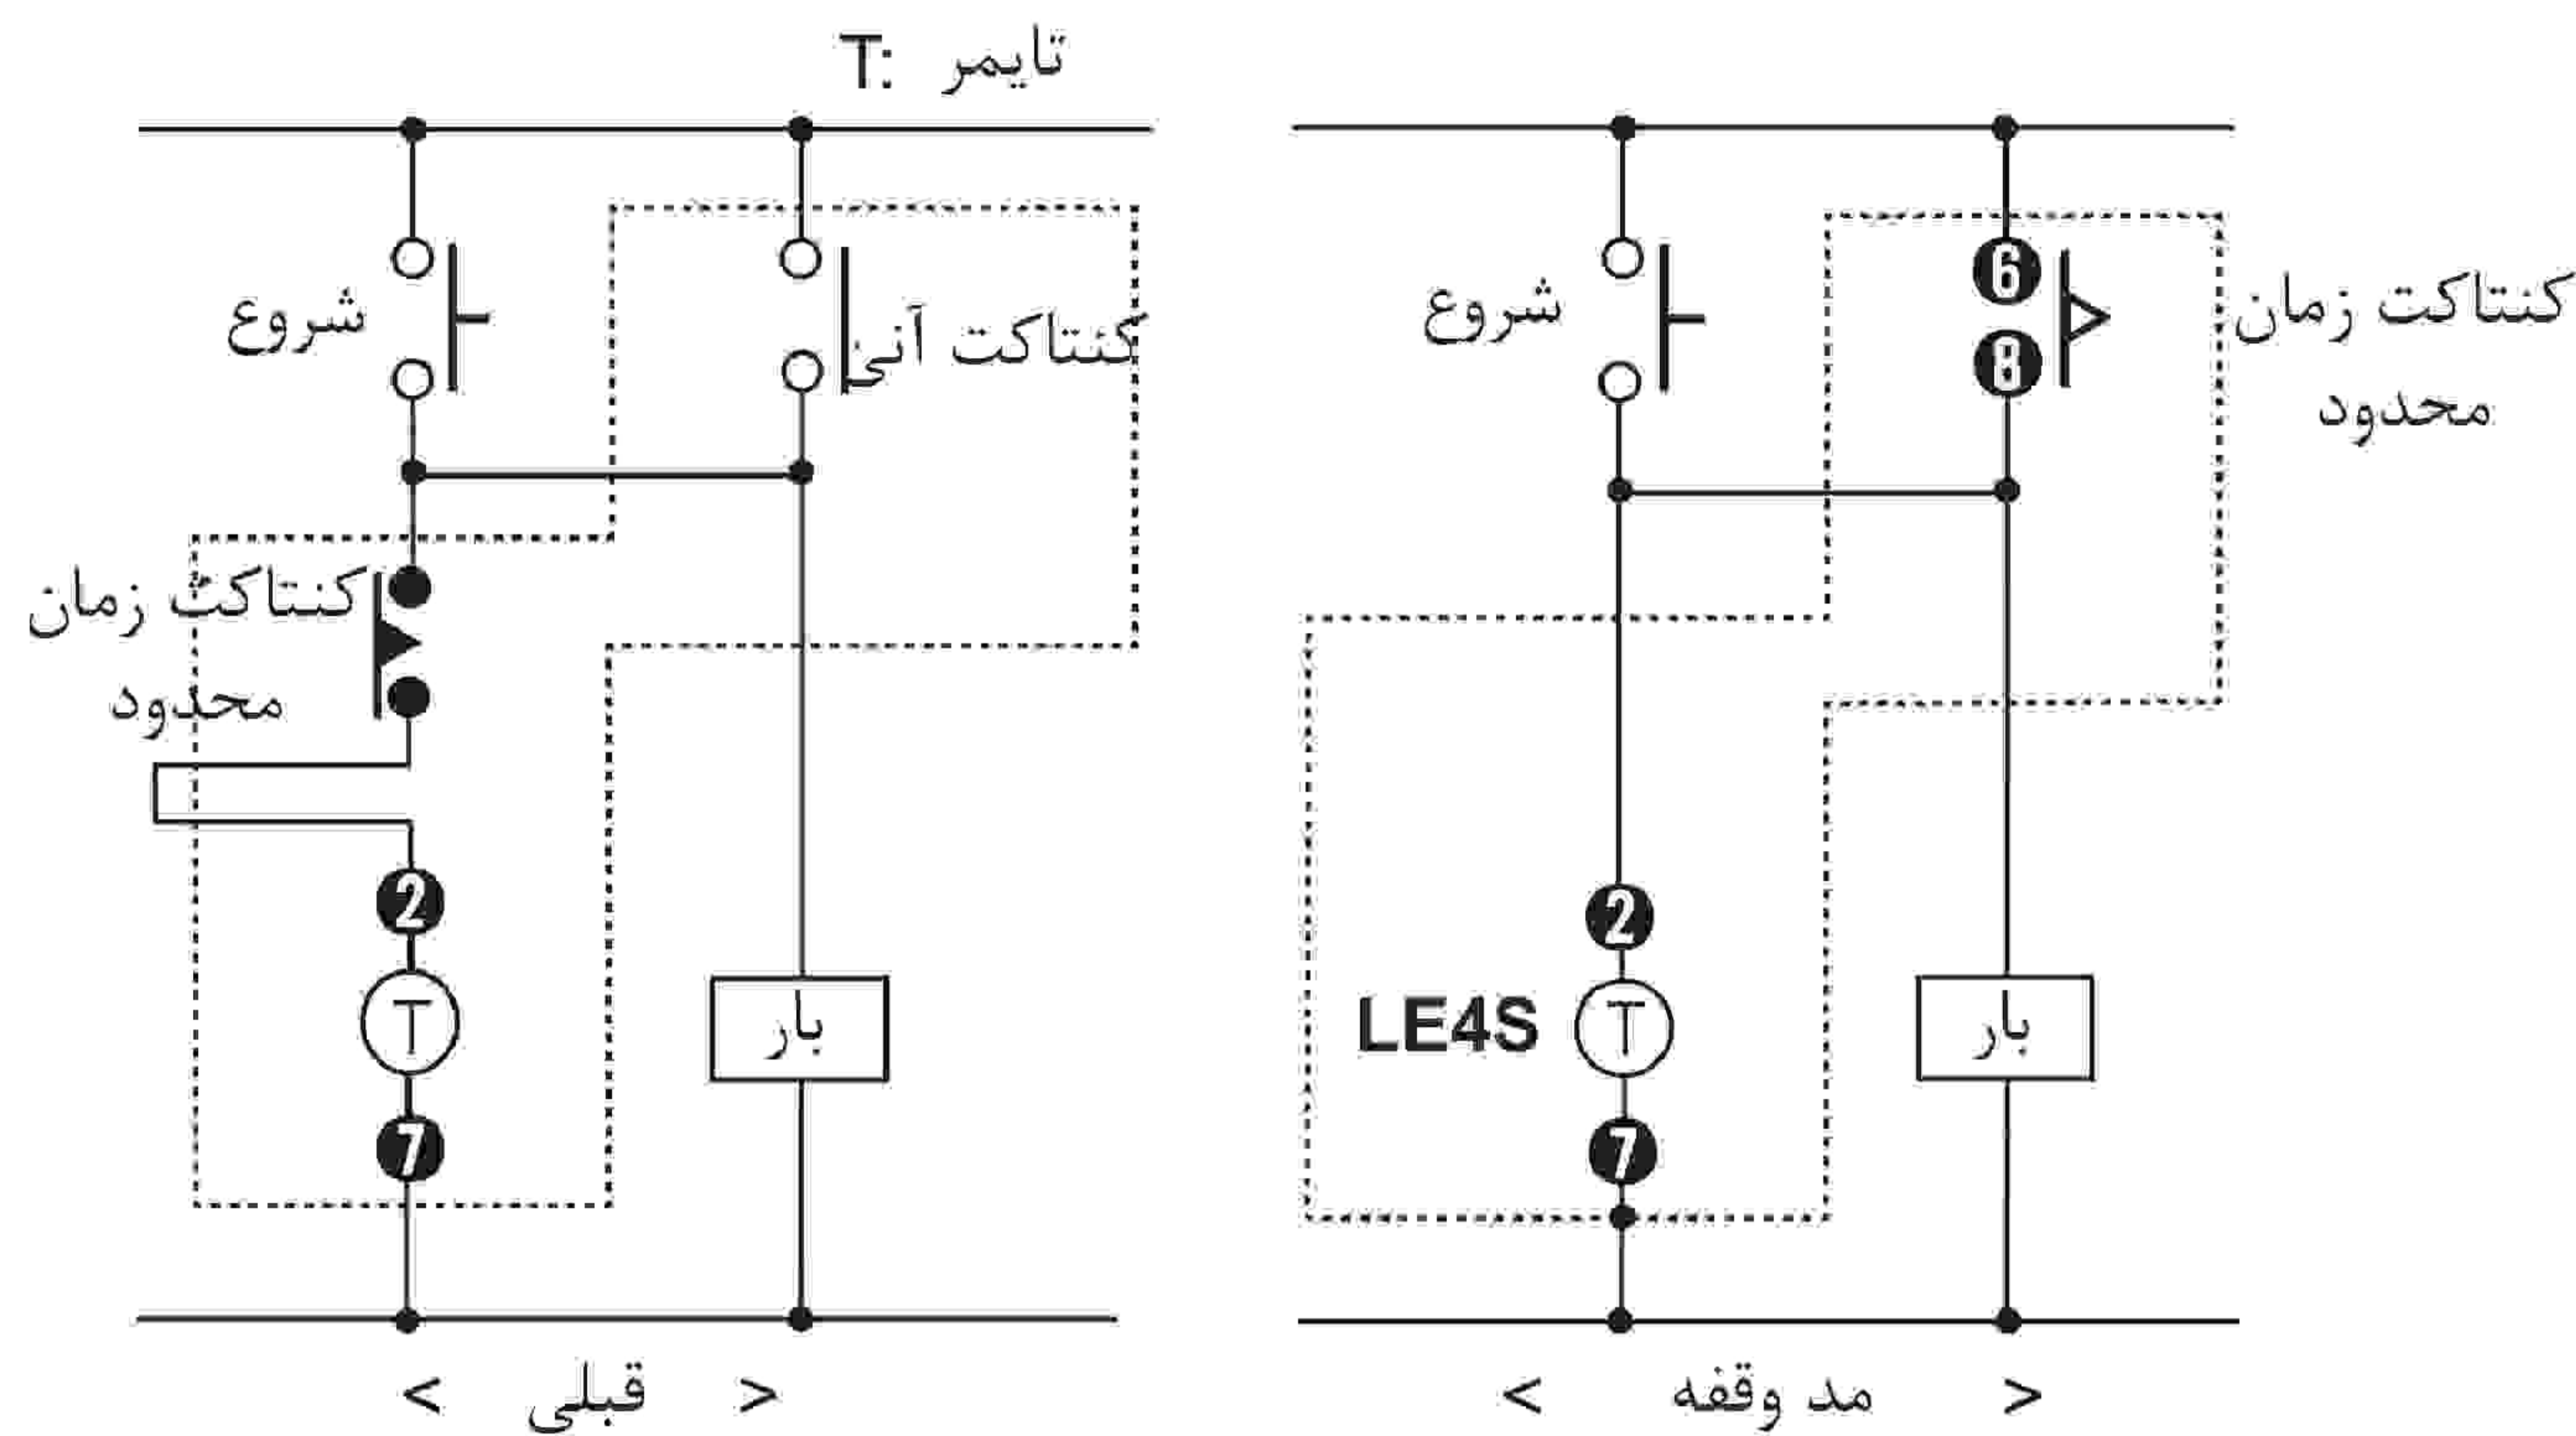 T: تایمر
شروع
کنتاکت آنی
کنتاکت زمان
محدود
2
T
7
بار
< قبلی >
شروع
6
8
کنتاکت زمان
محدود
2
LE4S
T
7
بار
< مد وقفه >